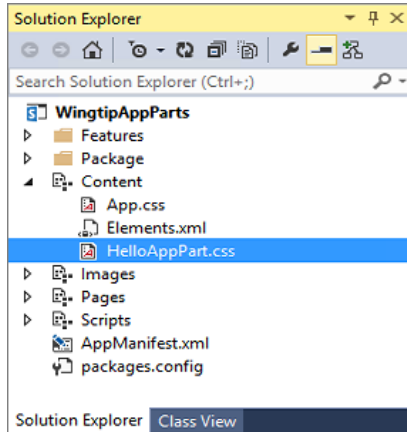 Solution Explorer
Search Solution Explorer (Ctrl+;)
WingtipAppParts
Features
Package
Content
App.css
Elements.xml
HelloAppPart.css
Images
Pages
Scripts
AppManifest.xml
packages.config
Solution Explorer Class View